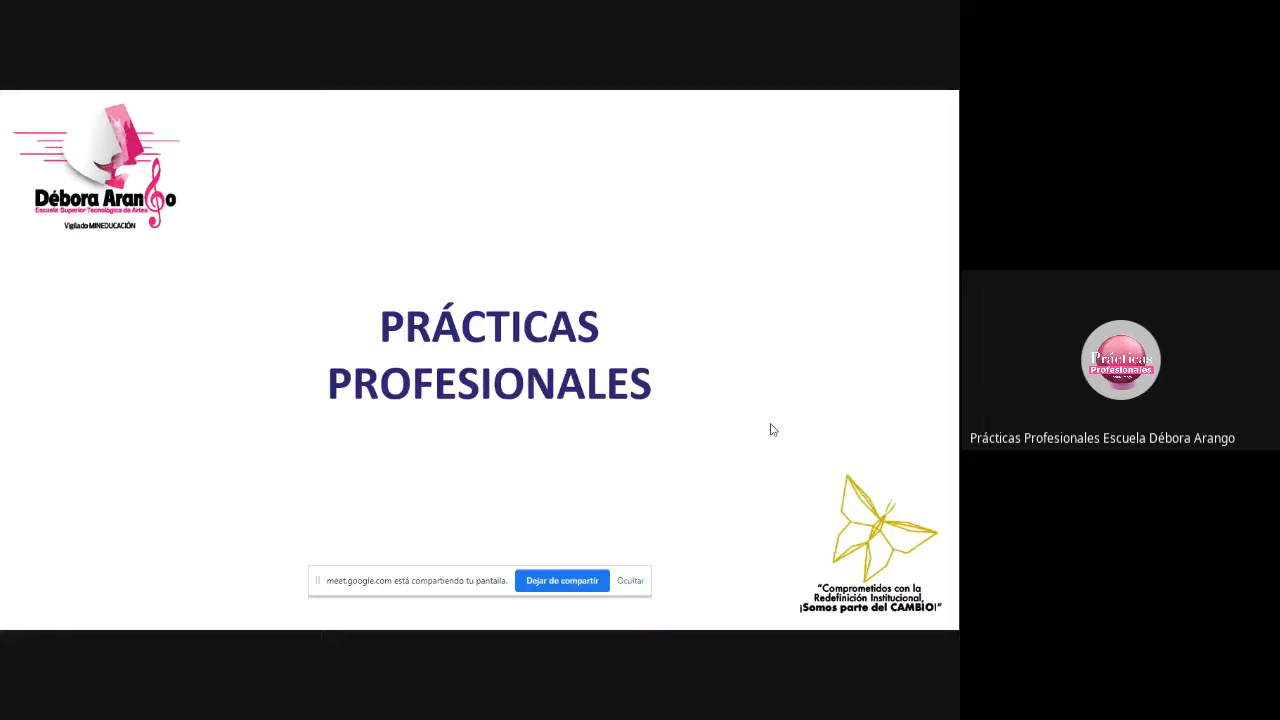 Débora Arango
Escuela Superior Tecnológica de Artes
Vigilado MINEDUCACIÓN
PRÁCTICAS
PROFESIONALES
Prácticas
Profesionales
Prácticas Profesionales Escuela Débora Arango
meet.google.com está compartiendo tu pantalla.
Dejar de compartir
Ocultar
“Comprometidos con la
Redefinición Institucional,
¡Somos parte del CAMBIO!”